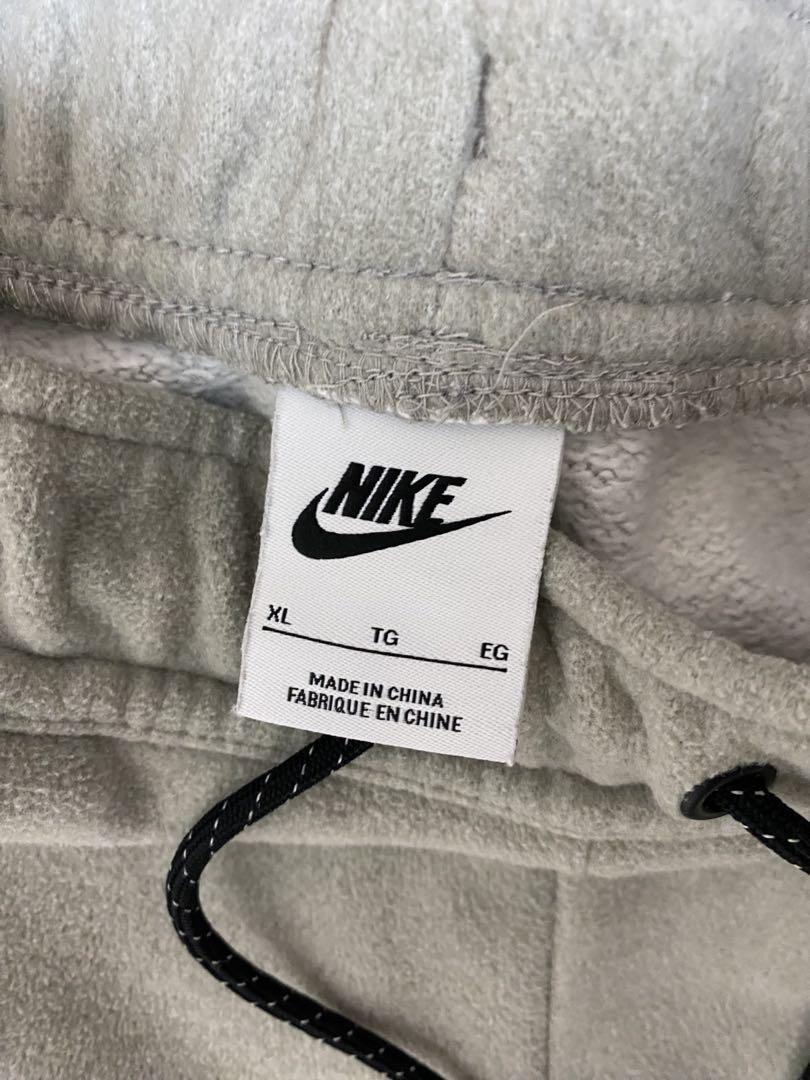 NIKE
XL TG EG
MADE IN CHINA
FABRIQUE EN CHINE